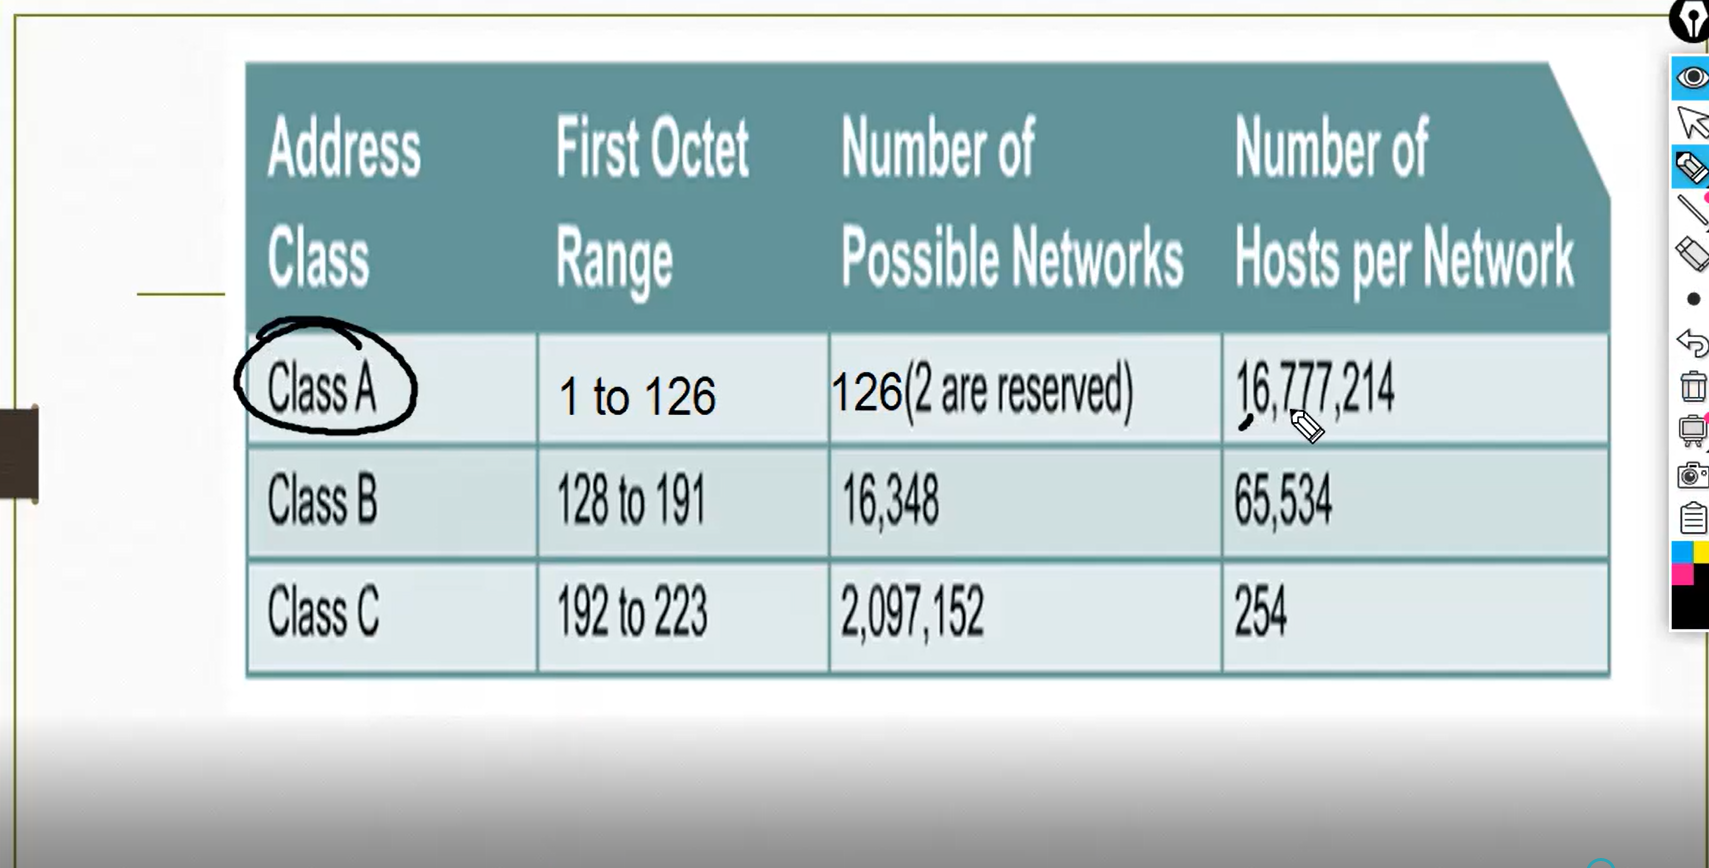 Address Class
First Octet Range
Number of Possible Networks
Number of Hosts per Network
Class A
1 to 126
126(2 are reserved)
16,777,214
Class B
128 to 191
16,348
65,534
Class C
192 to 223
2,097,152
254